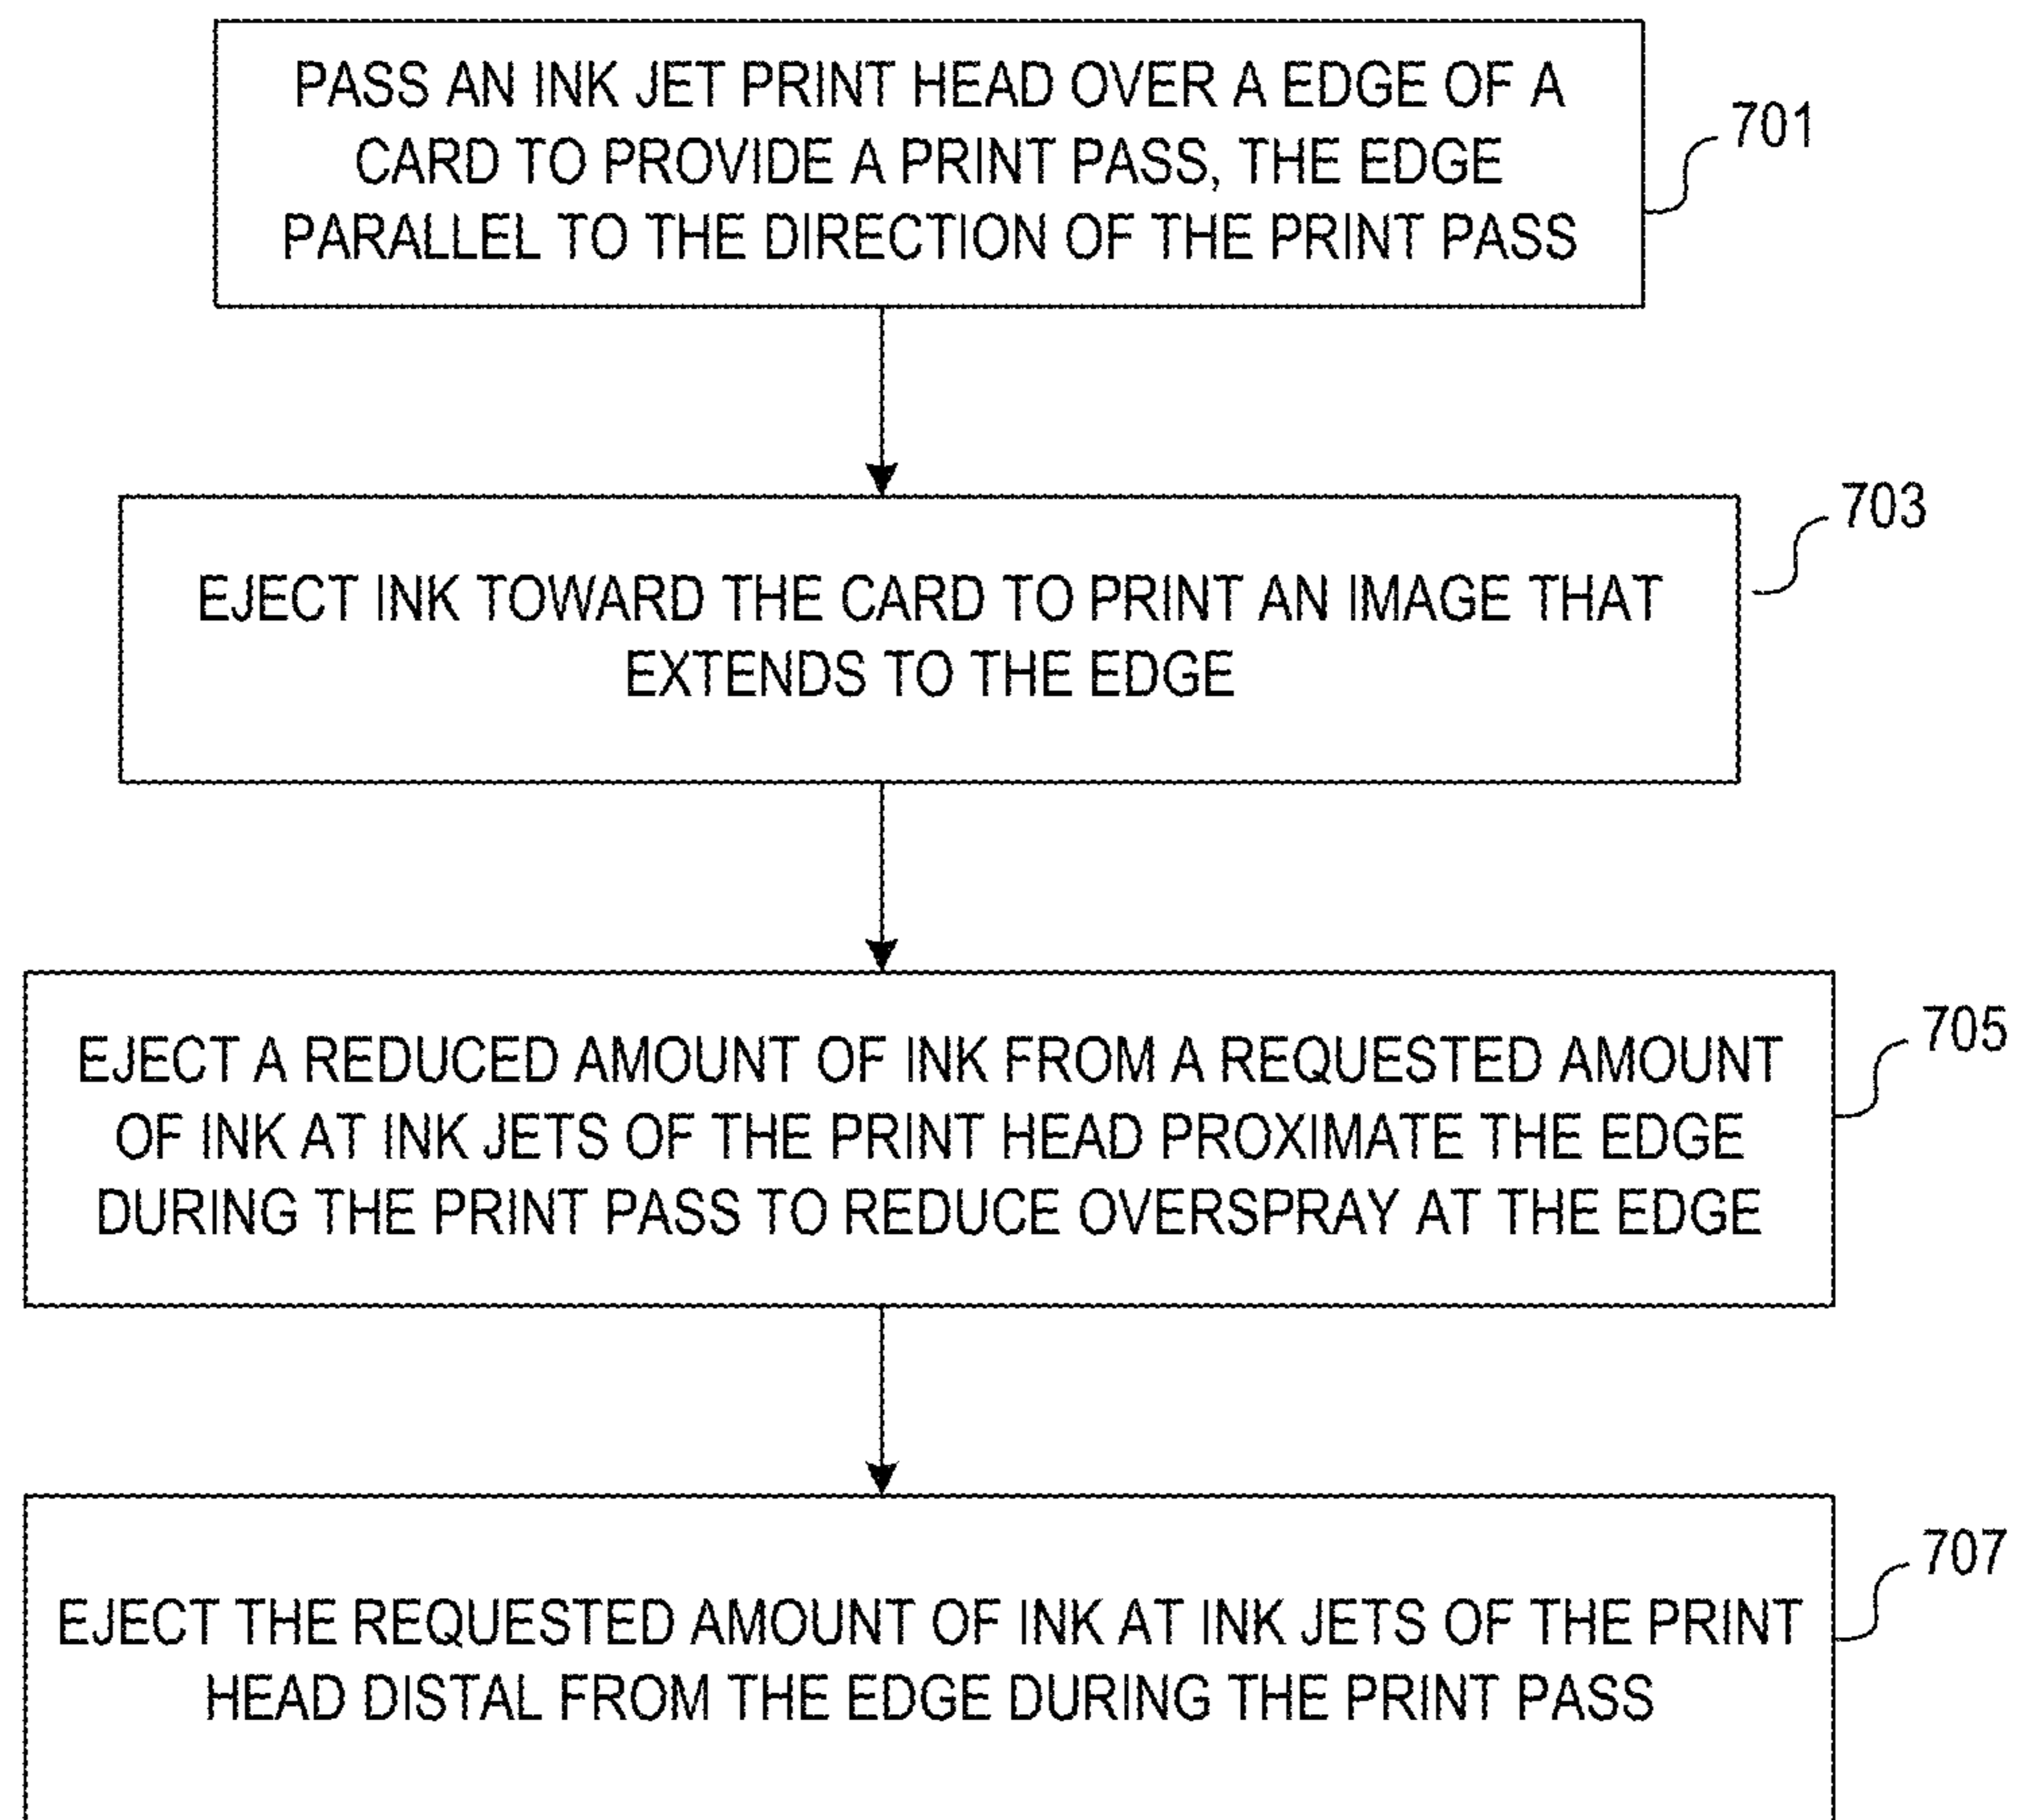 PASS AN INK JET PRINT HEAD OVER A EDGE OF A
CARD TO PROVIDE A PRINT PASS, THE EDGE
PARALLEL TO THE DIRECTION OF THE PRINT PASS
701
EJECT INK TOWARD THE CARD TO PRINT AN IMAGE THAT
EXTENDS TO THE EDGE
703
EJECT A REDUCED AMOUNT OF INK FROM A REQUESTED AMOUNT
OF INK AT INK JETS OF THE PRINT HEAD PROXIMATE THE EDGE
DURING THE PRINT PASS TO REDUCE OVERSPRAY AT THE EDGE
705
EJECT THE REQUESTED AMOUNT OF INK AT INK JETS OF THE PRINT
HEAD DISTAL FROM THE EDGE DURING THE PRINT PASS
707